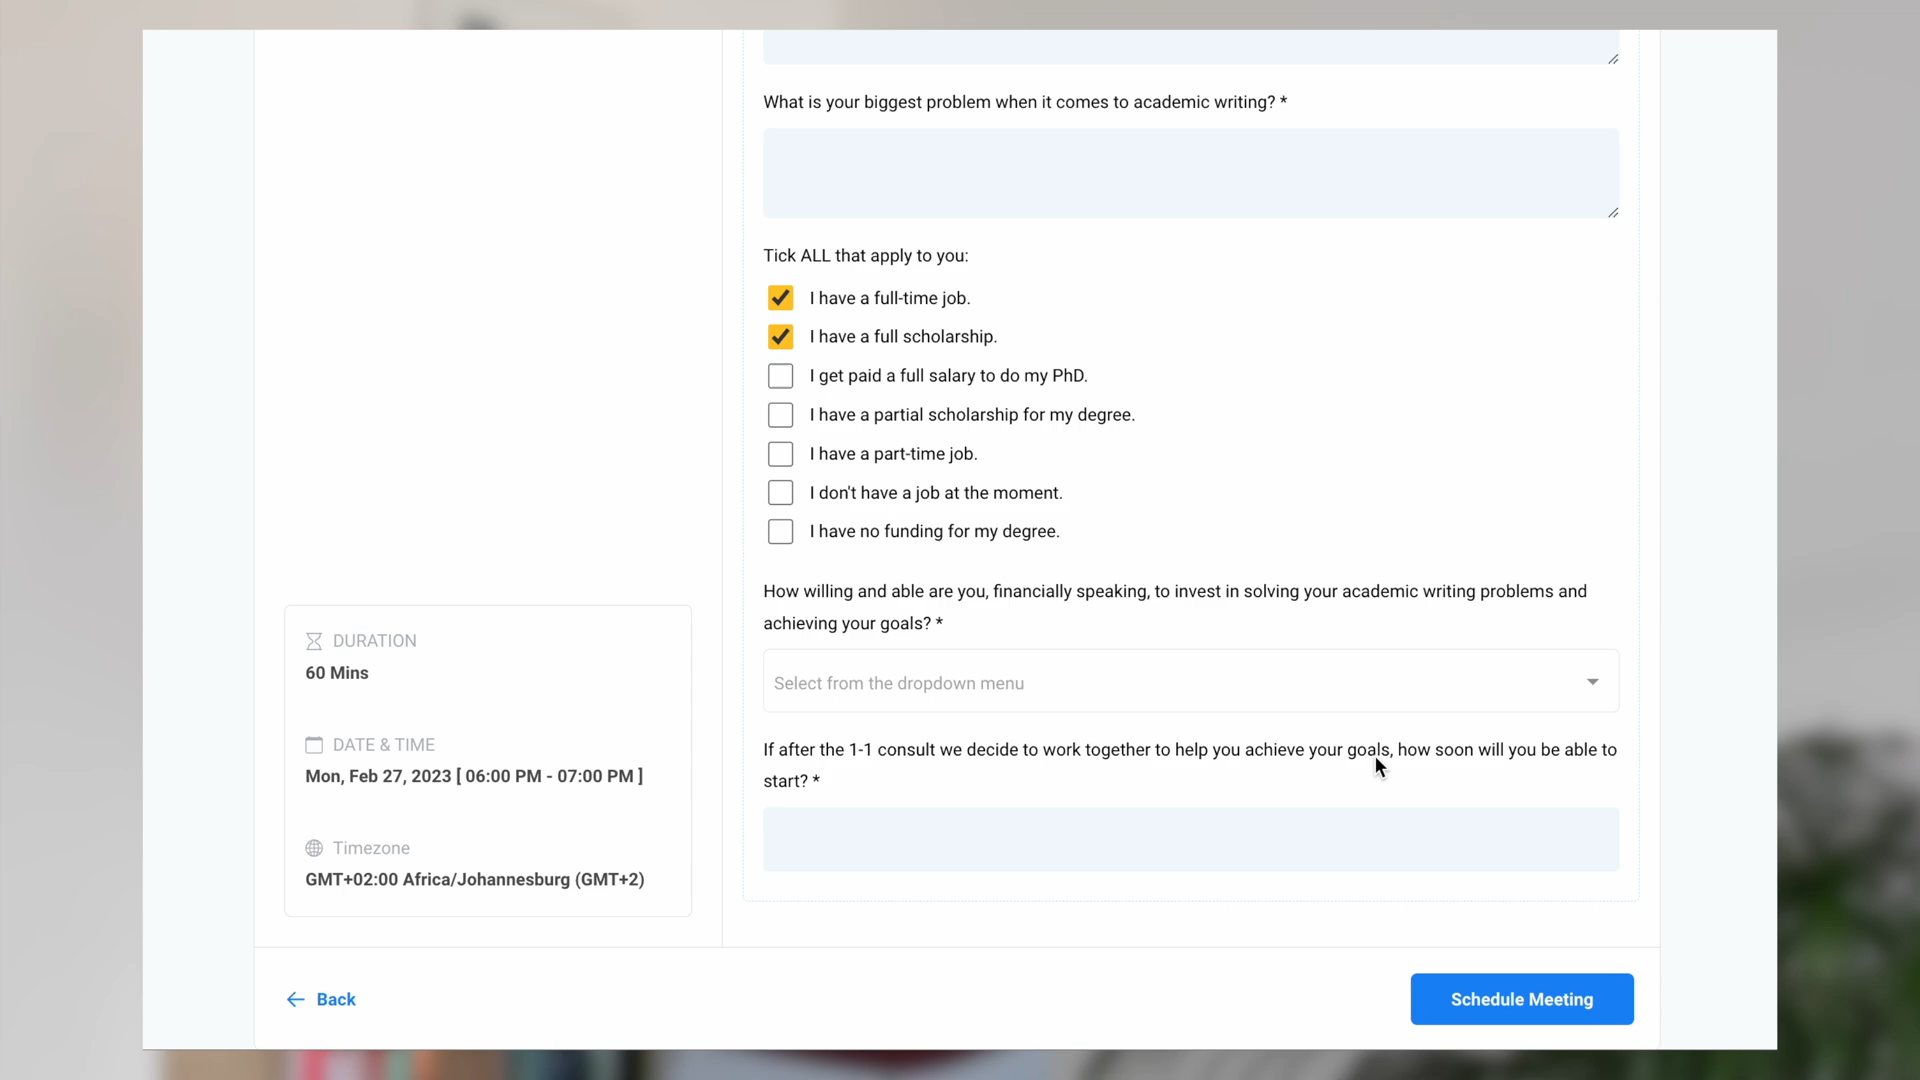 What is your biggest problem when it comes to academic writing? *
Tick ALL that apply to you:
I have a full-time job.
I have a full scholarship.
I get paid a full salary to do my PhD.
I have a partial scholarship for my degree.
I have a part-time job.
I don't have a job at the moment.
I have no funding for my degree.
How willing and able are you, financially speaking, to invest in solving your academic writing problems and
achieving your goals? *
Select from the dropdown menu
If after the 1-1 consult we decide to work together to help you achieve your goals, how soon will you be able to
start? *
DURATION
60 Mins
DATE & TIME
Mon, Feb 27, 2023 [ 06:00 PM - 07:00 PM ]
Timezone
GMT+02:00 Africa/Johannesburg (GMT+2)
Back
Schedule Meeting